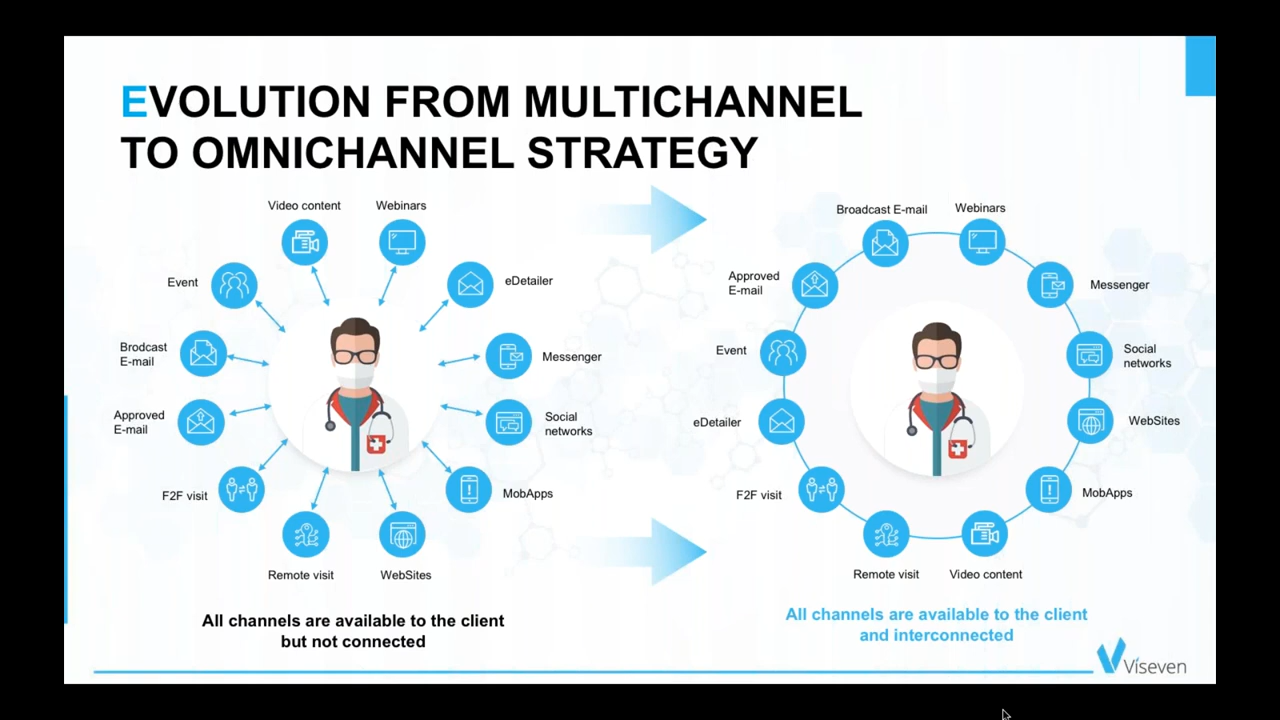 EVOLUTION FROM MULTICHANNEL
TO OMNICHANNEL STRATEGY
Video content
Webinars
Event
eDetailer
Brodcast
E-mail
Messenger
Approved
E-mail
Social
networks
F2F visit
MobApps
Remote visit
WebSites
All channels are available to the client
but not connected
Broadcast E-mail
Webinars
Approved
E-mail
Messenger
Event
Social
networks
eDetailer
WebSites
F2F visit
MobApps
Remote visit
Video content
All channels are available to the client
and interconnected
Viseven